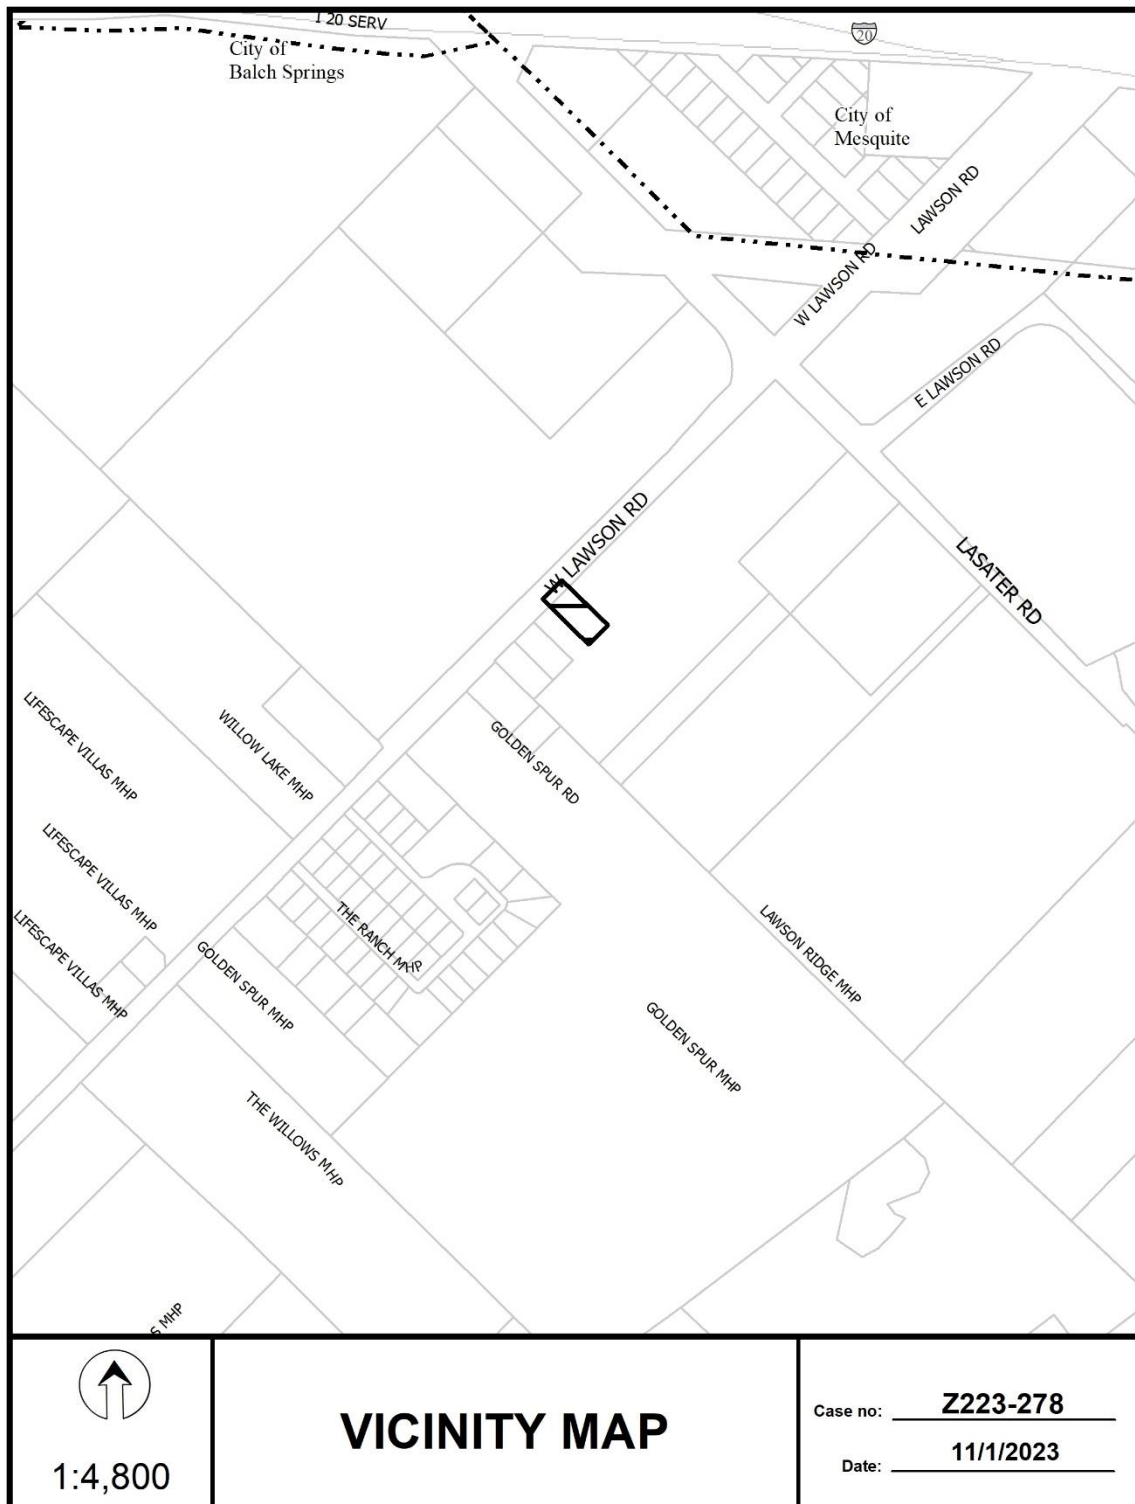 I 20 SERV
20
City of
Balch Springs
City of
Mesquite
LAWSON RD
W LAWSON RD
E LAWSON RD
W LAWSON RD
LASATER RD
LIFESCAPE VILLAS MHP
WILLOW LAKE MHP
GOLDEN SPUR RD
LIFESCAPE VILLAS MHP
THE RANCH MHP
LIFESCAPE VILLAS MHP
GOLDEN SPUR MHP
LAWSON RIDGE MHP
GOLDEN SPUR MHP
THE WILLOWS MHP
S MHP
1:4,800
VICINITY MAP
Case no: Z223-278
Date: 11/1/2023